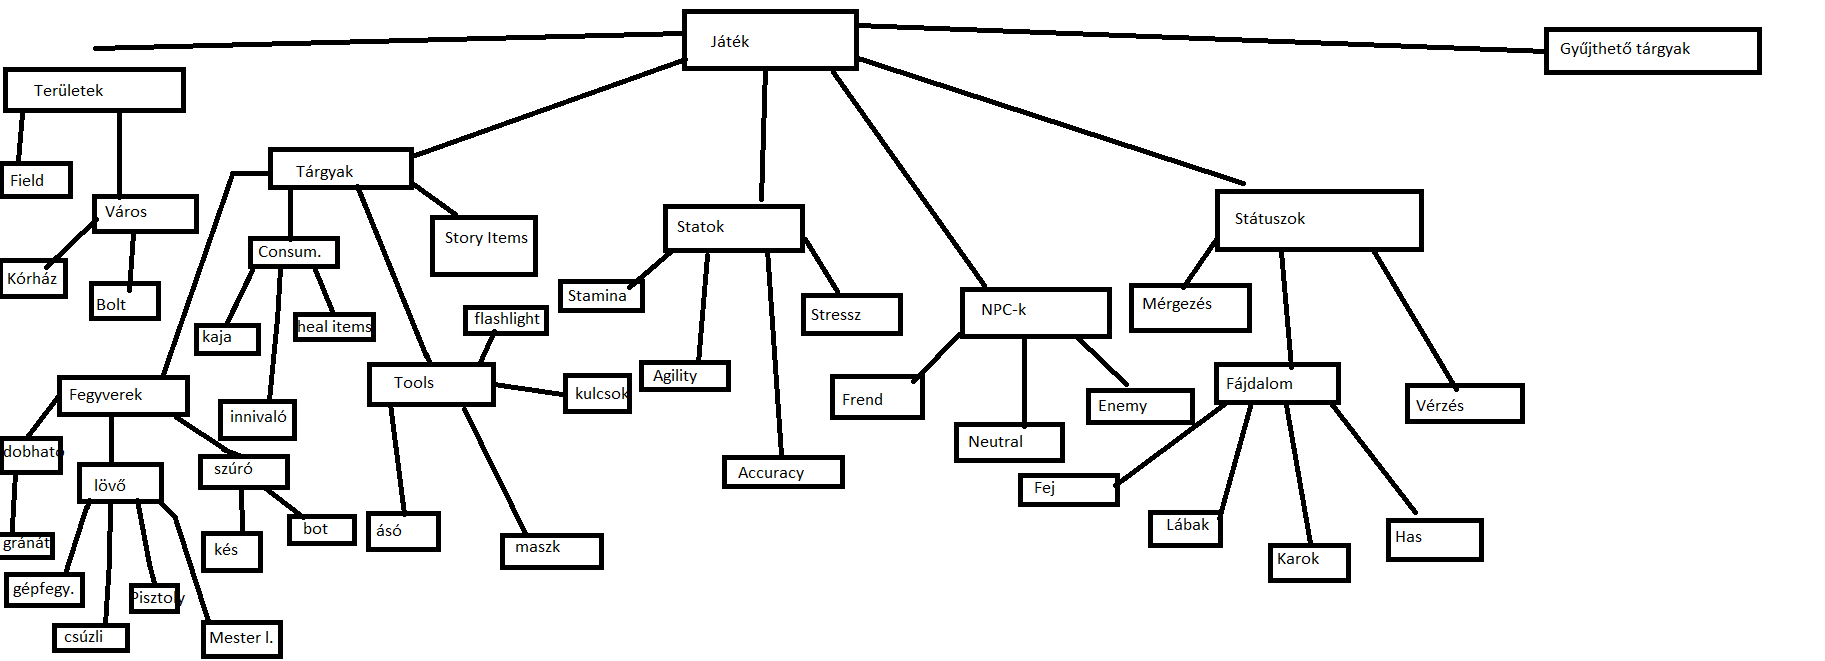 Játék
Gyűjthető tárgyak
Területek
Field
Város
Kórház
Bolt
Tárgyak
Consum.
Story Items
kaja
heal items
innivaló
flashlight
Tools
kulcsok
ásó
maszk
Fegyverek
dobható
lövő
szúró
gránát
gépfegy.
csúzli
Pisztoly
Mester l.
kés
bot
Statok
Stamina
Stressz
Agility
Accuracy
NPC-k
Frend
Neutral
Enemy
Státuszok
Mérgezés
Fájdalom
Vérzés
Fej
Lábak
Karok
Has